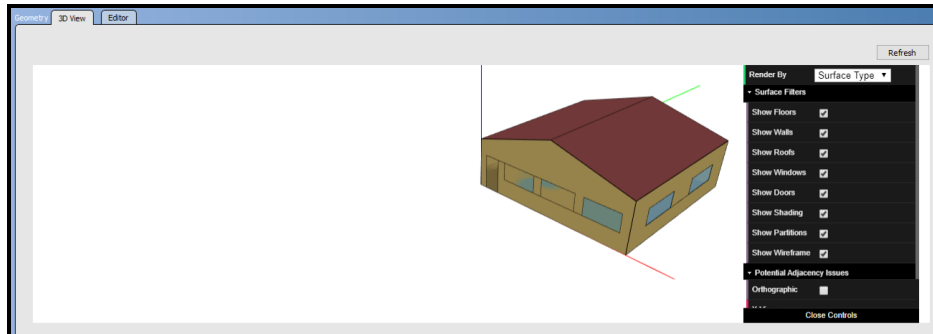 Geometry 3D View Editor
Refresh
Render By Surface Type
Surface Filters
Show Floors
Show Walls
Show Roofs
Show Windows
Show Doors
Show Shading
Show Partitions
Show Wireframe
Potential Adjacency Issues
Orthographic
Close Controls